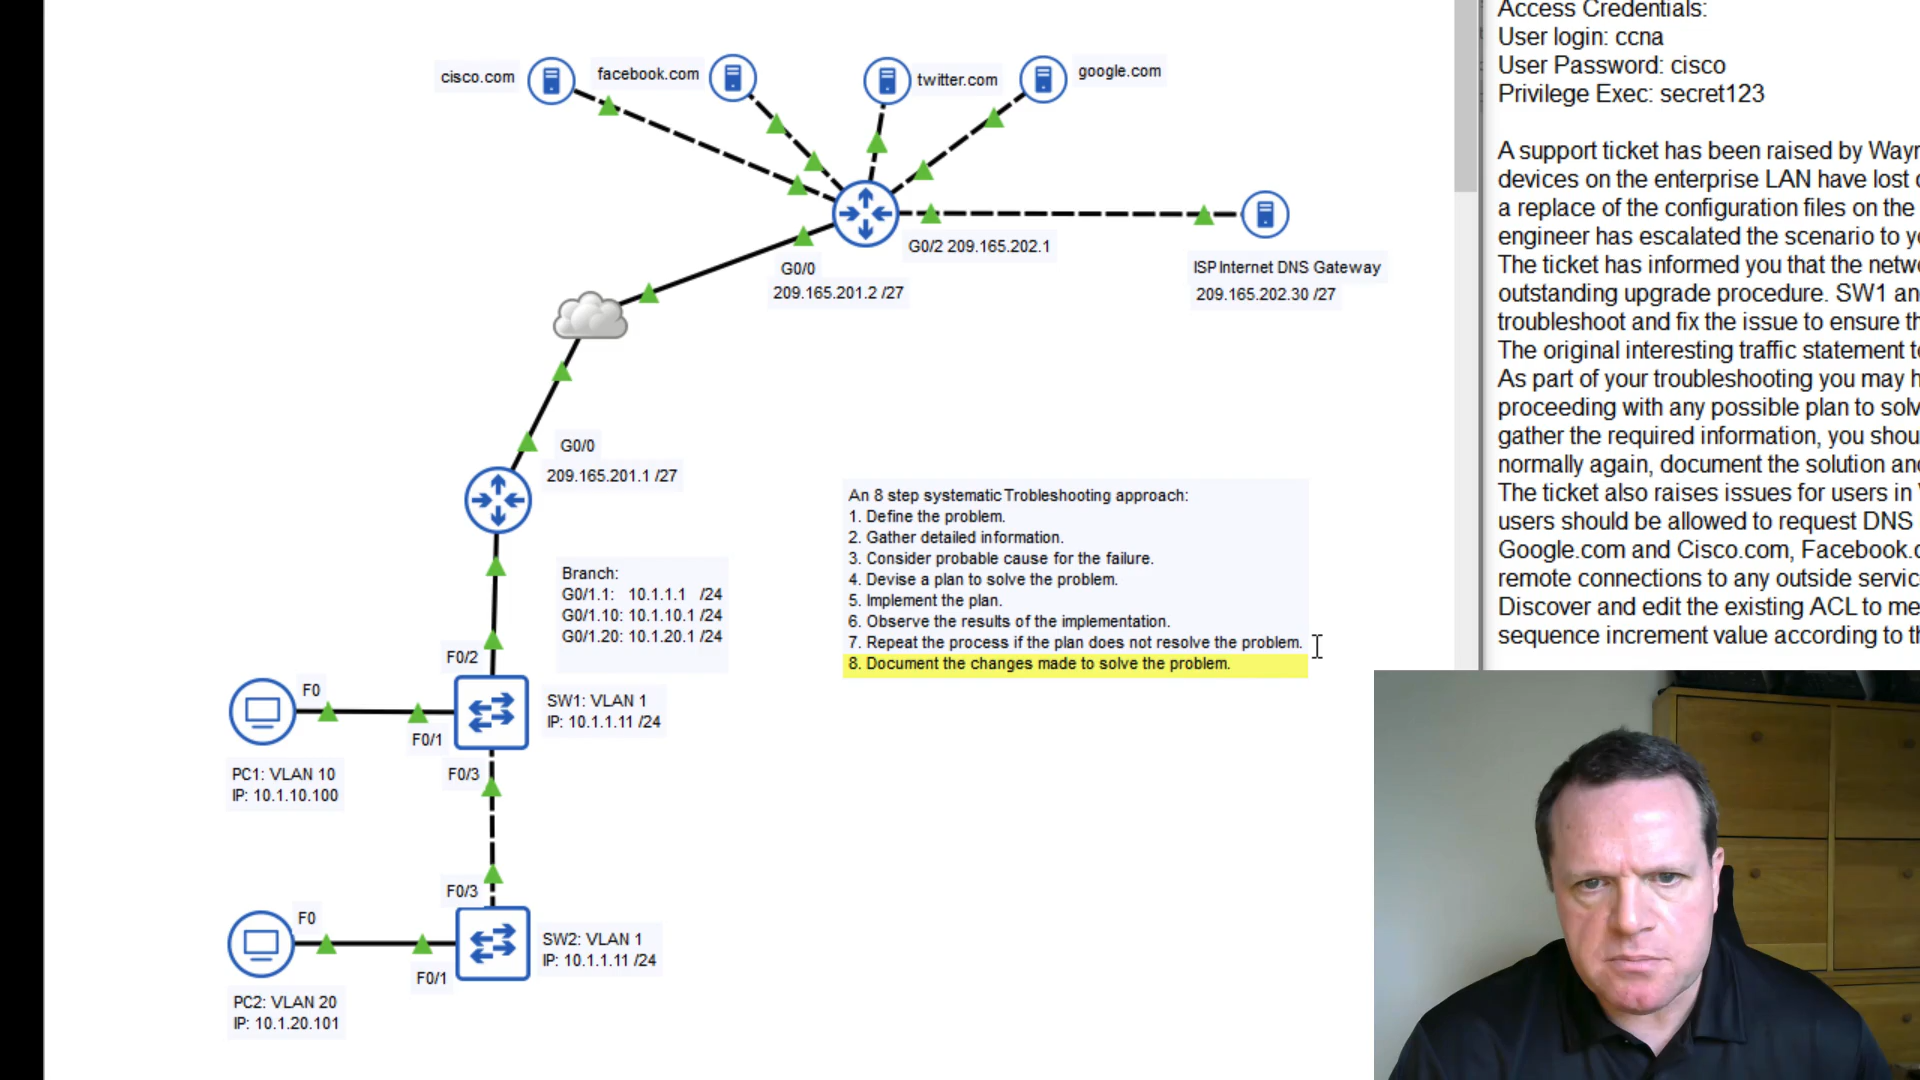 cisco.com
facebook.com
twitter.com
google.com
G0/2 209.165.202.1
G0/0
209.165.201.2 /27
ISP Internet DNS Gateway
209.165.202.30 /27
G0/0
209.165.201.1 /27
Branch:
G0/1.1: 10.1.1.1 /24
G0/1.10: 10.1.10.1 /24
G0/1.20: 10.1.20.1 /24
An 8 step systematic Trobleshooting approach:
1. Define the problem.
2. Gather detailed information.
3. Consider probable cause for the failure.
4. Devise a plan to solve the problem.
5. Implement the plan.
6. Observe the results of the implementation.
7. Repeat the process if the plan does not resolve the problem.
8. Document the changes made to solve the problem.
F0/2
F0
F0/1
SW1: VLAN 1
IP: 10.1.1.11 /24
PC1: VLAN 10
IP: 10.1.10.100
F0/3
F0/3
F0
F0/1
SW2: VLAN 1
IP: 10.1.1.11 /24
PC2: VLAN 20
IP: 10.1.20.101
Access Credentials:
User login: ccna
User Password: cisco
Privilege Exec: secret123
A support ticket has been raised by
devices on the enterprise LAN have lost
a replace of the configuration files on the
engineer has escalated the scenario to
The ticket has informed you that the
outstanding upgrade procedure. SW1
troubleshoot and fix the issue to ensure
The original interesting traffic statement
As part of your troubleshooting you may
proceeding with any possible plan to
gather the required information, you
normally again, document the solution
The ticket also raises issues for users in
users should be allowed to request DNS
Google.com and Cisco.com,
remote connections to any outside
Discover and edit the existing ACL to
sequence increment value according to